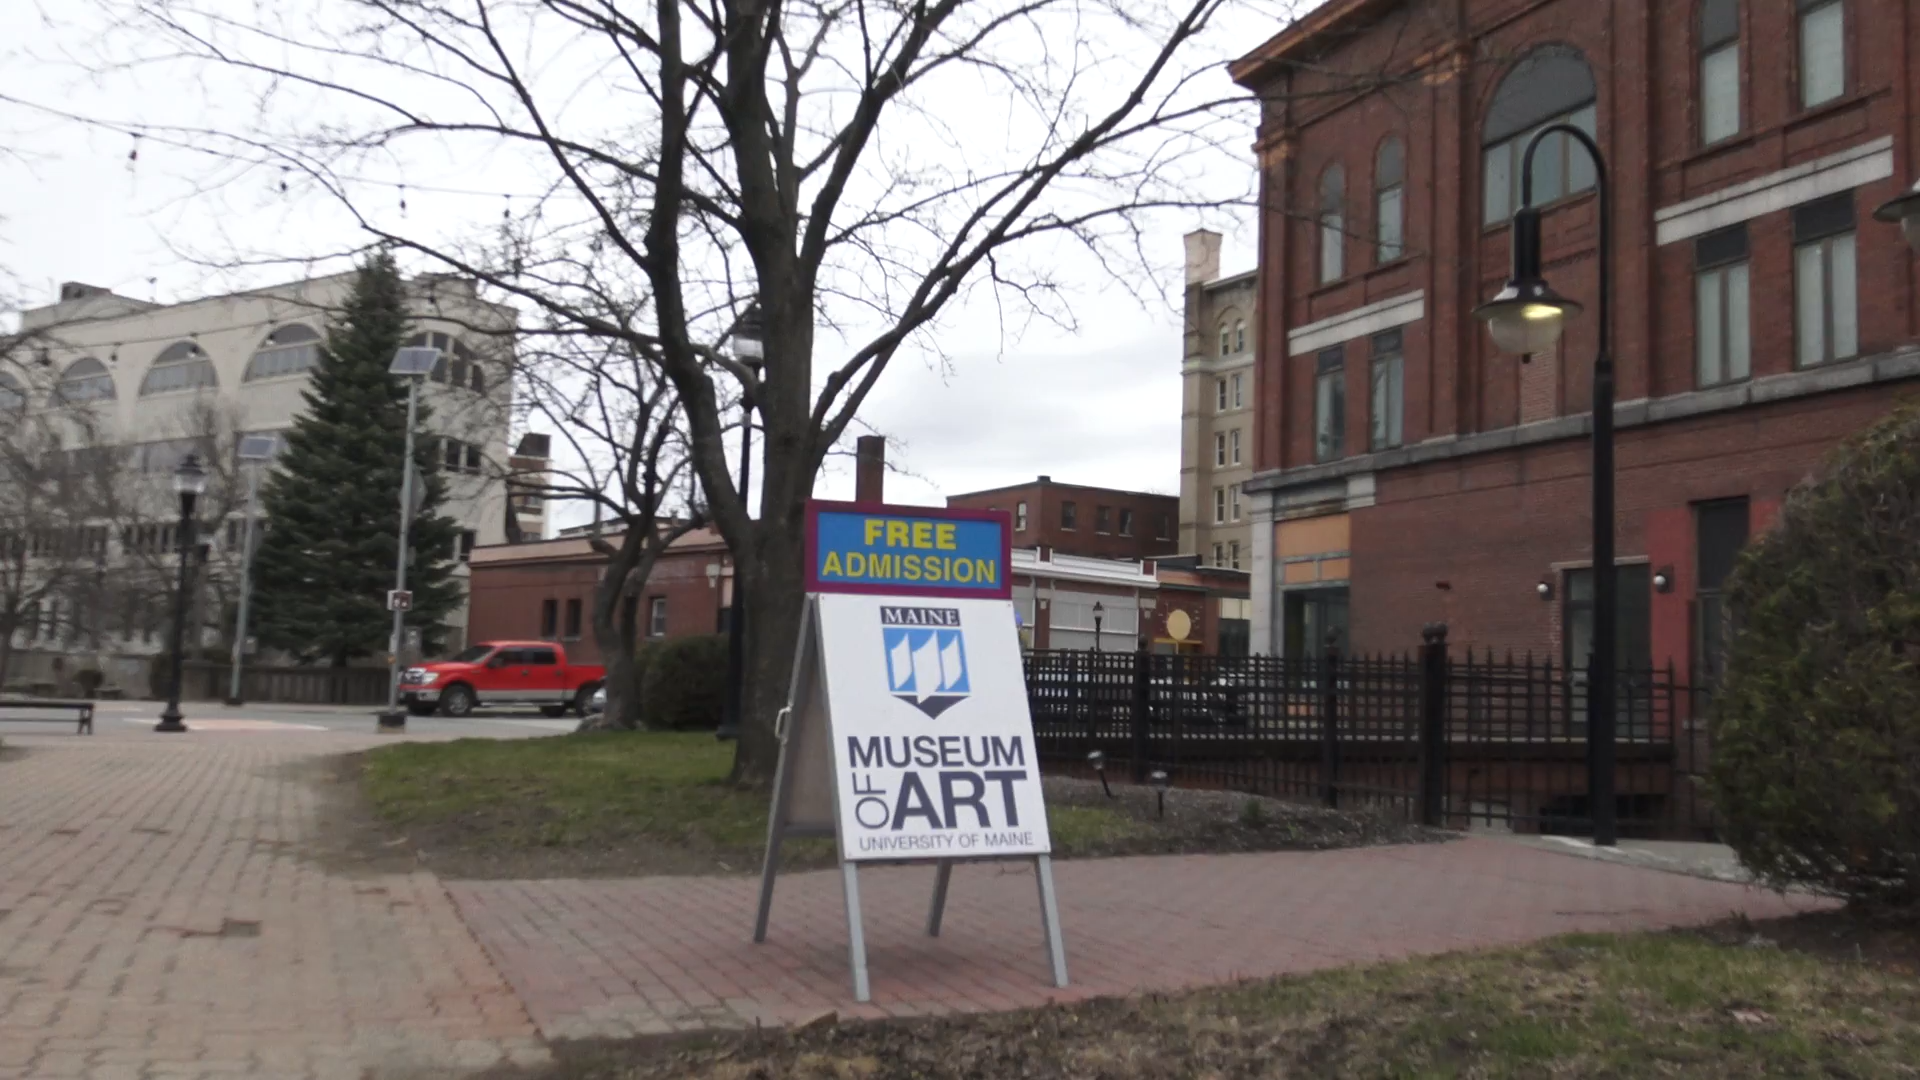 FREE
ADMISSION
MAINE
MUSEUM
OF ART
UNIVERSITY OF MAINE